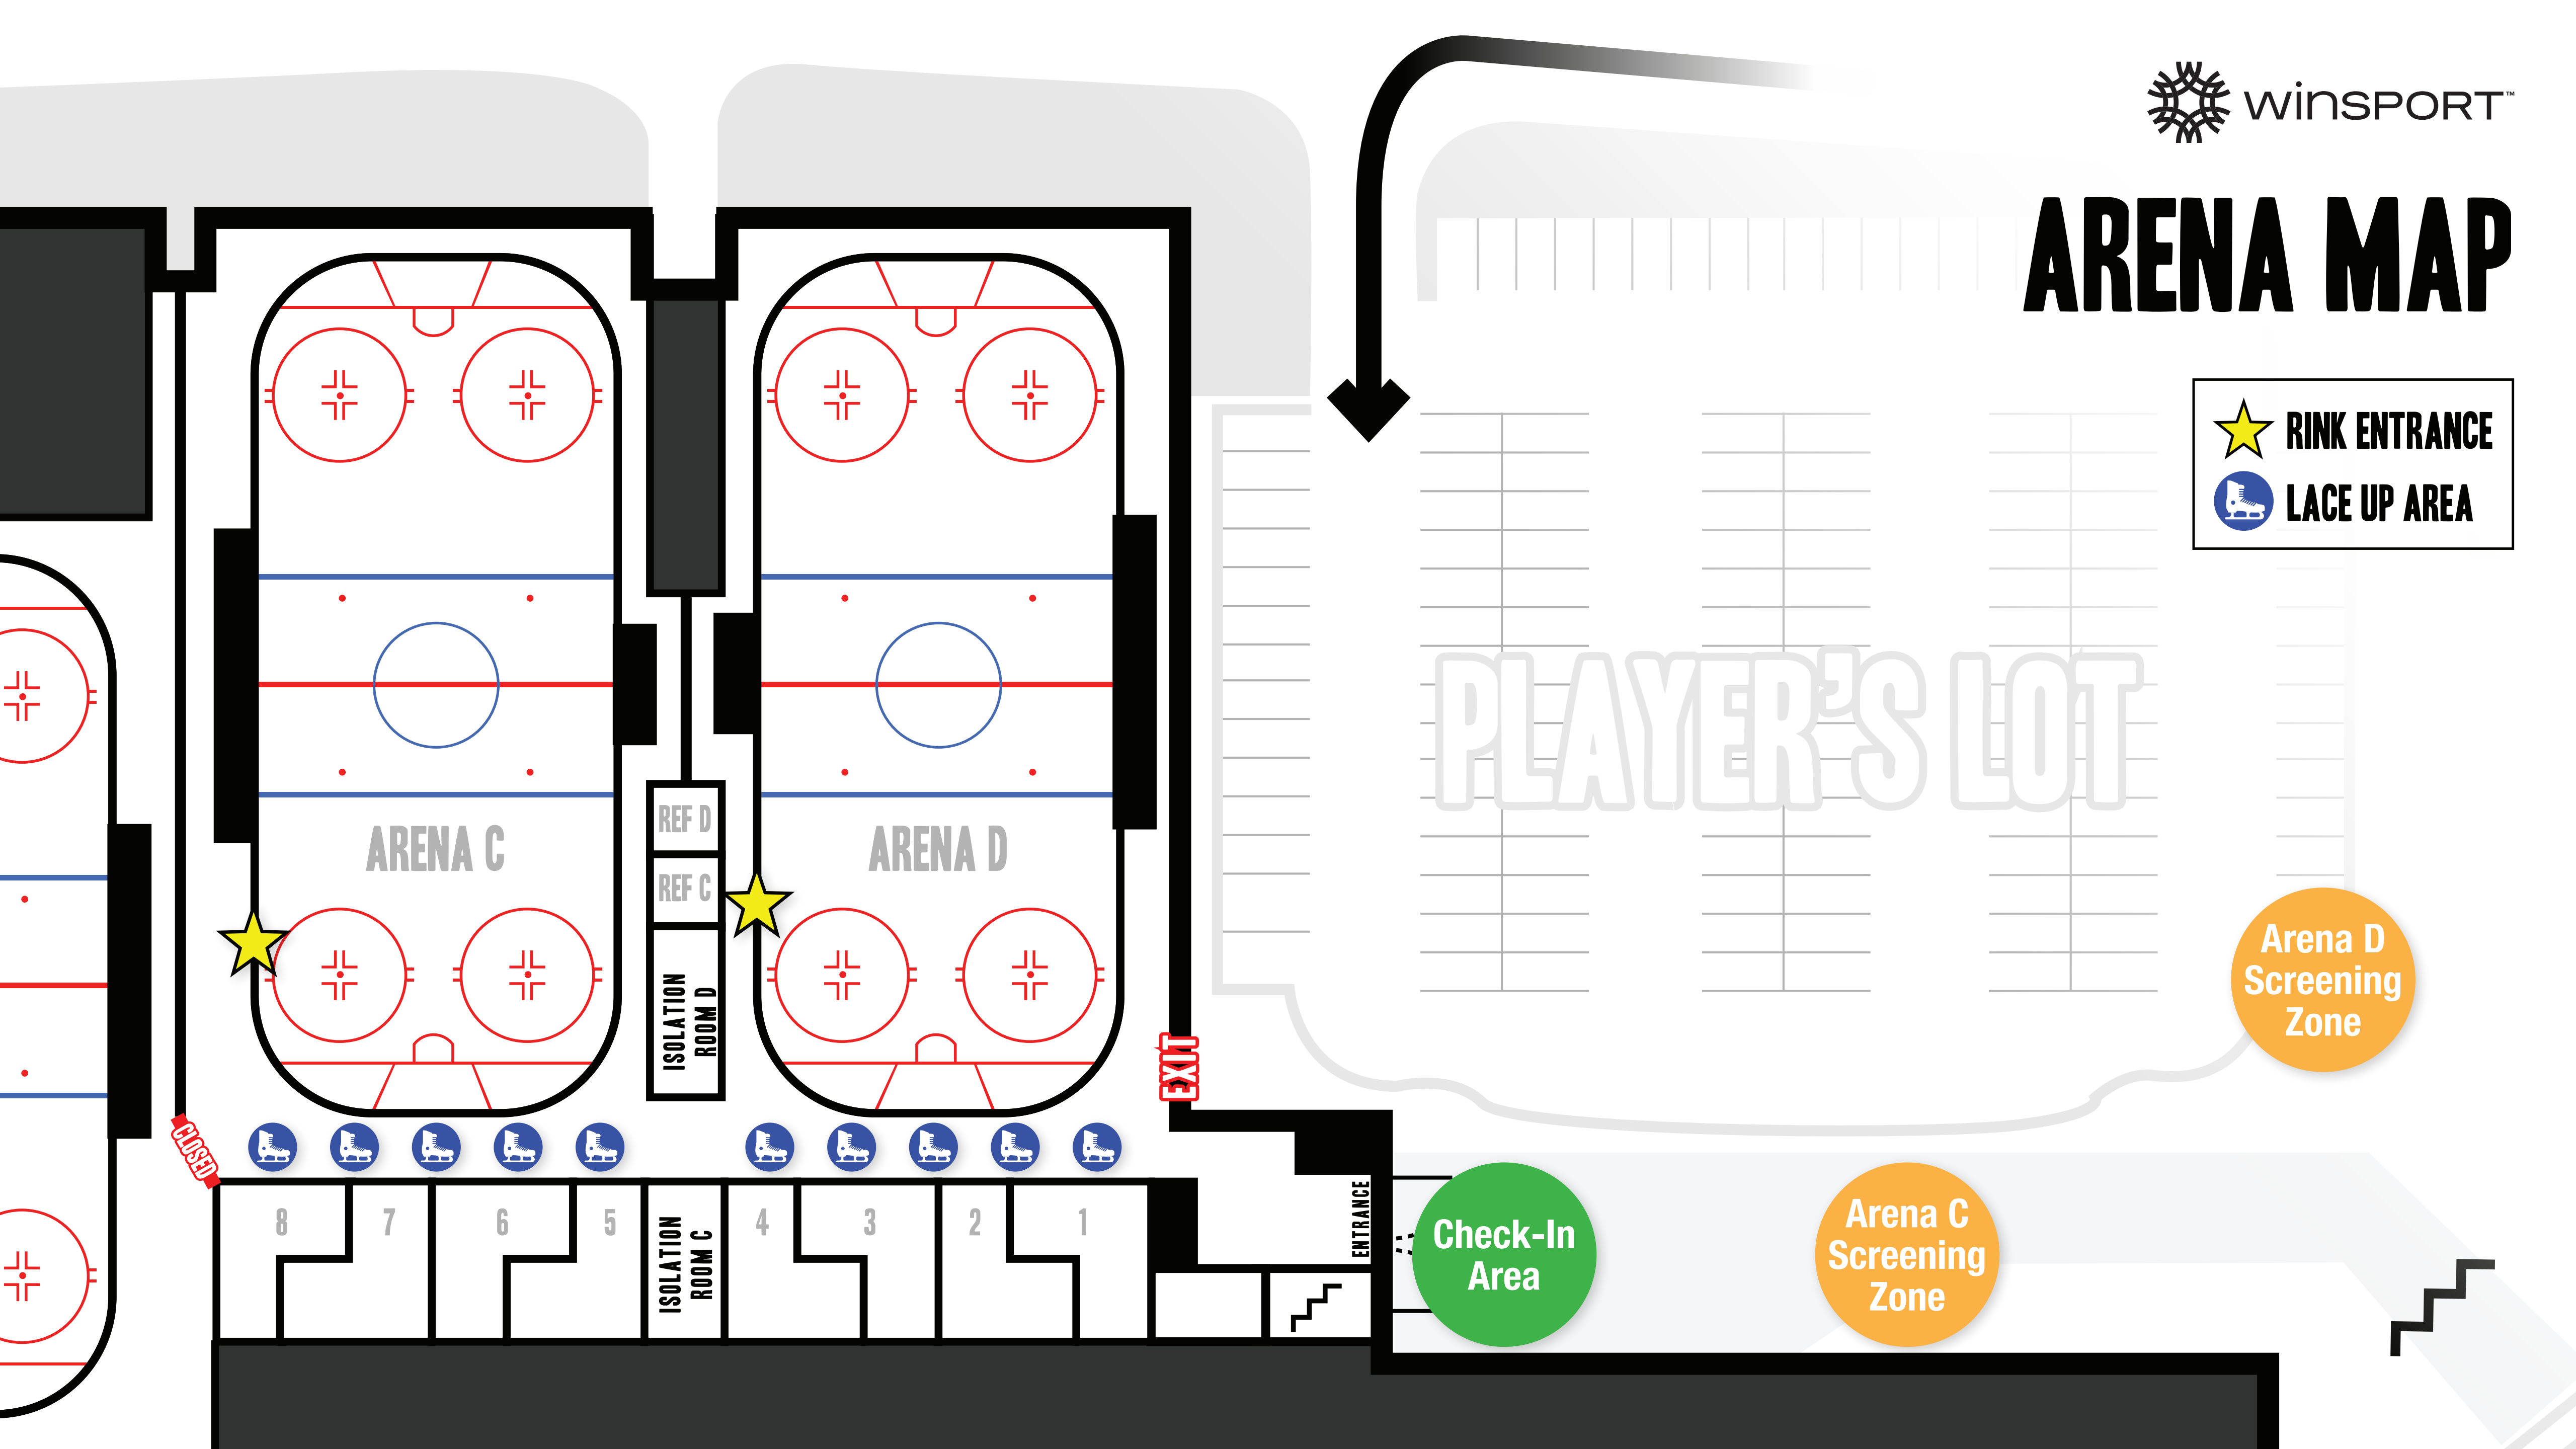 WINSPORT™
ARENA MAP
RINK ENTRANCE
LACE UP AREA
PLAYER'S LOT
REF D
REF C
ARENA C
ARENA D
ISOLATION
ROOM D
EXIT
CLOSED
Arena D
Screening
Zone
8
7
6
5
ISOLATION
ROOM C
4
3
2
1
ENTRANCE
Check-In
Area
Arena C
Screening
Zone